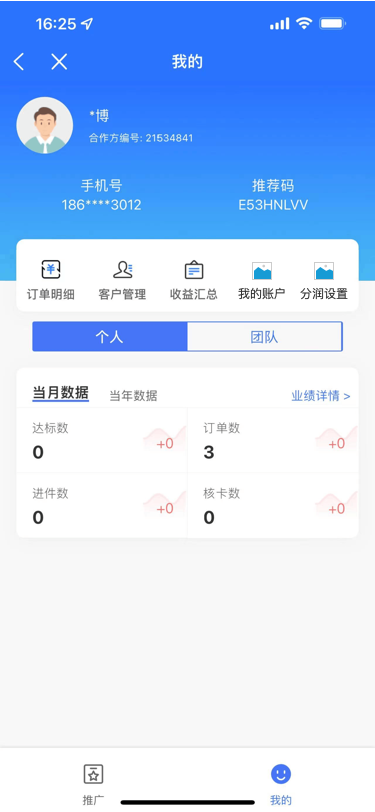 16:25
我的
*博
合作方编号: 21534841
手机号 推荐码
186****3012 E53HNLVV
订单明细 客户管理 收益汇总 我的账户 分润设置
个人 团队
当月数据 当年数据 业绩详情 >
达标数 订单数
0 +0 3 +0
进件数 核卡数
0 +0 0 +0
推广 我的